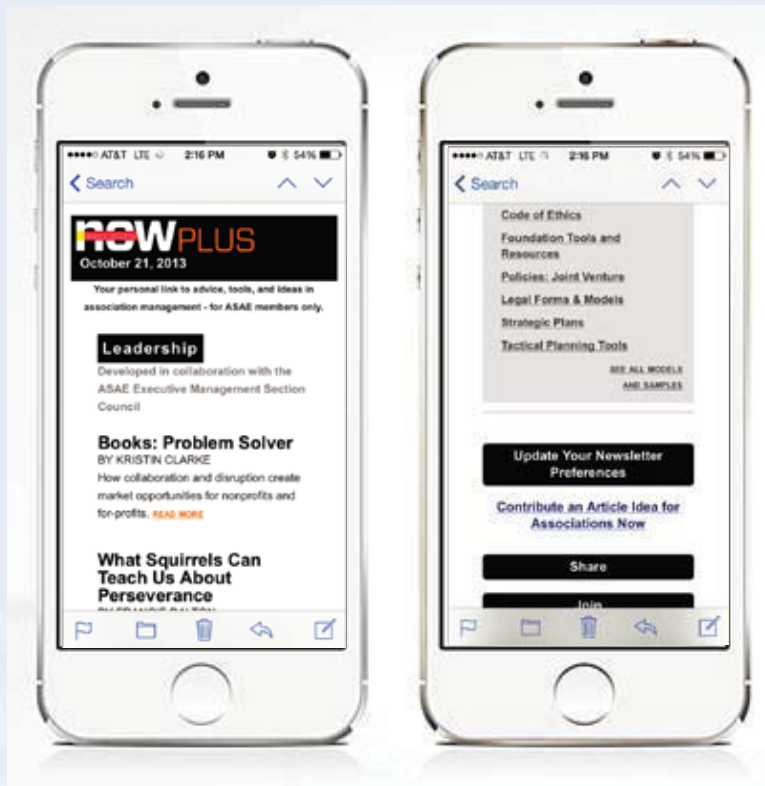 AT&T LTE 2:16 PM 54%
Search
now PLUS
October 21, 2013
Your personal link to advice, tools, and ideas in
association management - for ASAE members only.
Leadership
Developed in collaboration with the
ASAE Executive Management Section
Council
Books: Problem Solver
BY KRISTIN CLARKE
How collaboration and disruption create
market opportunities for nonprofits and
for-profits. READ MORE
What Squirrels Can
Teach Us About
Perseverance
BY FRANCIE DALTON
AT&T LTE 2:16 PM 54%
Search
Code of Ethics
Foundation Tools and
Resources
Policies: Joint Venture
Legal Forms & Models
Strategic Plans
Tactical Planning Tools
SEE ALL MODELS
AND SAMPLES
Update Your Newsletter
Preferences
Contribute an Article Idea for
Associations Now
Share
Join